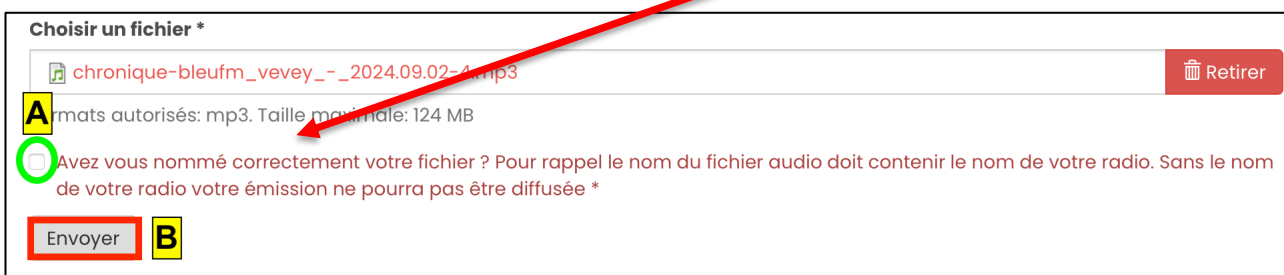 Choisir un fichier *
chronique-bleufm_vevey_-_2024.09.02-4.mp3
Retirer
A
rmats autorisés: mp3. Taille maximale: 124 MB
Avez vous nommé correctement votre fichier ? Pour rappel le nom du fichier audio doit contenir le nom de votre radio. Sans le nom
de votre radio votre émission ne pourra pas être diffusée *
Envoyer
B